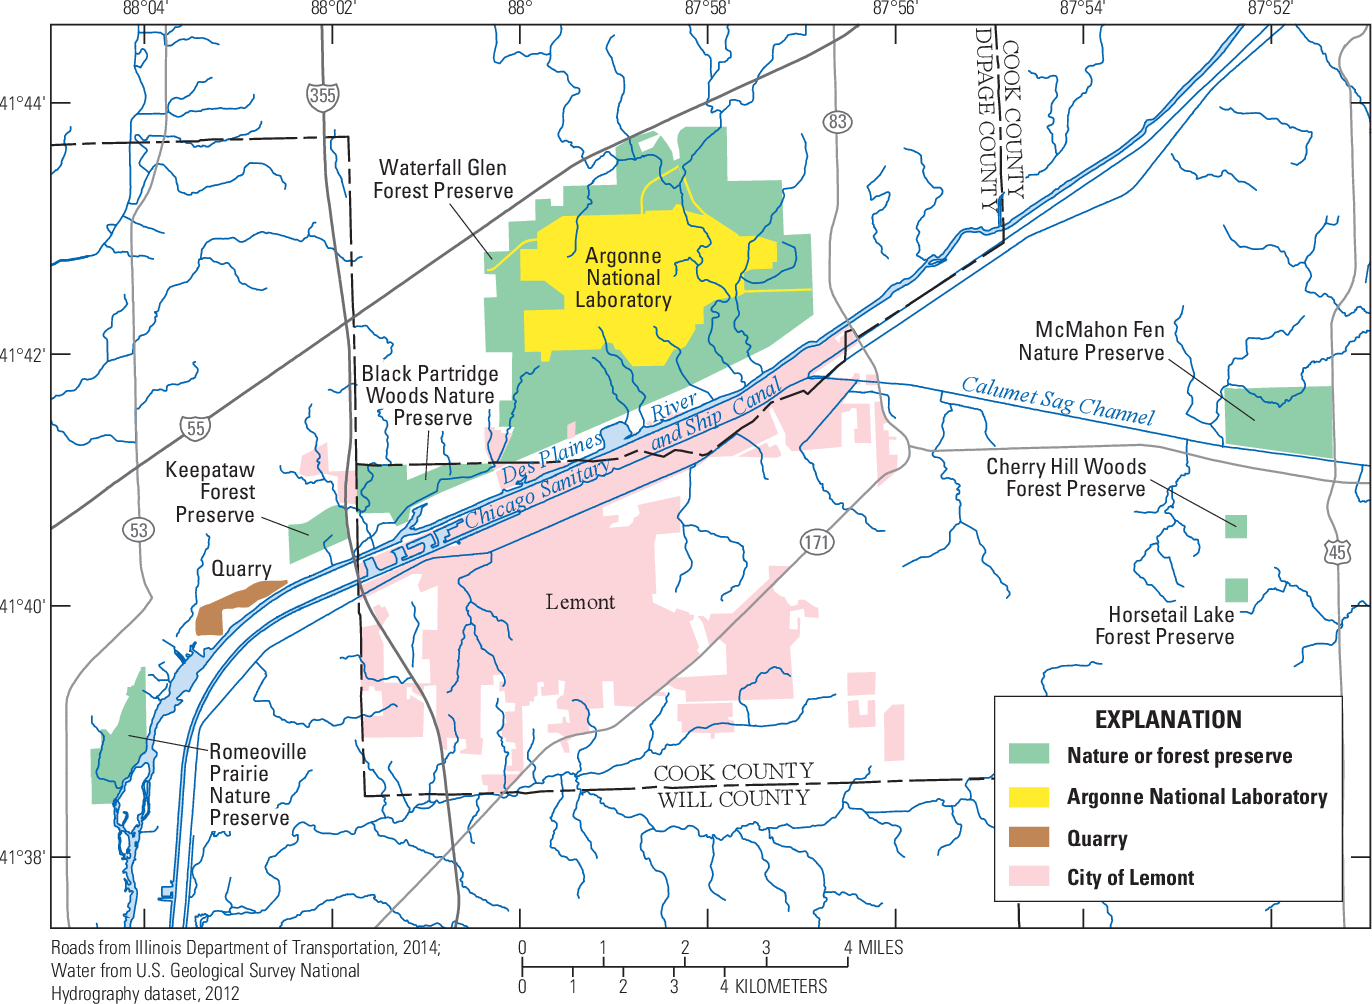 88°04'
88°02'
88°
87°58'
87°56'
87°54'
87°52'
41°44'
41°42'
41°40'
41°38'
355
83
COOK COUNTY
DUPAGE COUNTY
Waterfall Glen
Forest Preserve
Argonne
National
Laboratory
McMahon Fen
Nature Preserve
Black Partridge
Woods Nature
Preserve
55
River
and Ship Canal
Calumet Sag Channel
Des Plaines
Chicago Sanitary
Keepataw
Forest
Preserve
Cherry Hill Woods
Forest Preserve
53
171
45
Quarry
Lemont
Horsetail Lake
Forest Preserve
Romeoville
Prairie
Nature
Preserve
COOK COUNTY
WILL COUNTY
EXPLANATION
Nature or forest preserve
Argonne National Laboratory
Quarry
City of Lemont
Roads from Illinois Department of Transportation, 2014;
Water from U.S. Geological Survey National
Hydrography dataset, 2012
0 1 2 3 4 MILES
0 1 2 3 4 KILOMETERS